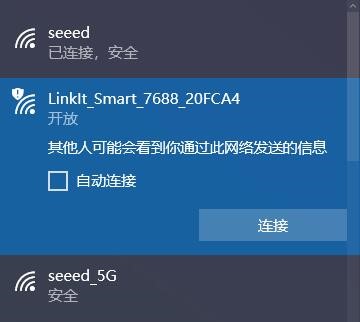 seeed
已连接，安全
LinkIt_Smart_7688_20FCA4
开放
其他人可能会看到你通过此网络发送的信息
自动连接
连接
seeed_5G
安全